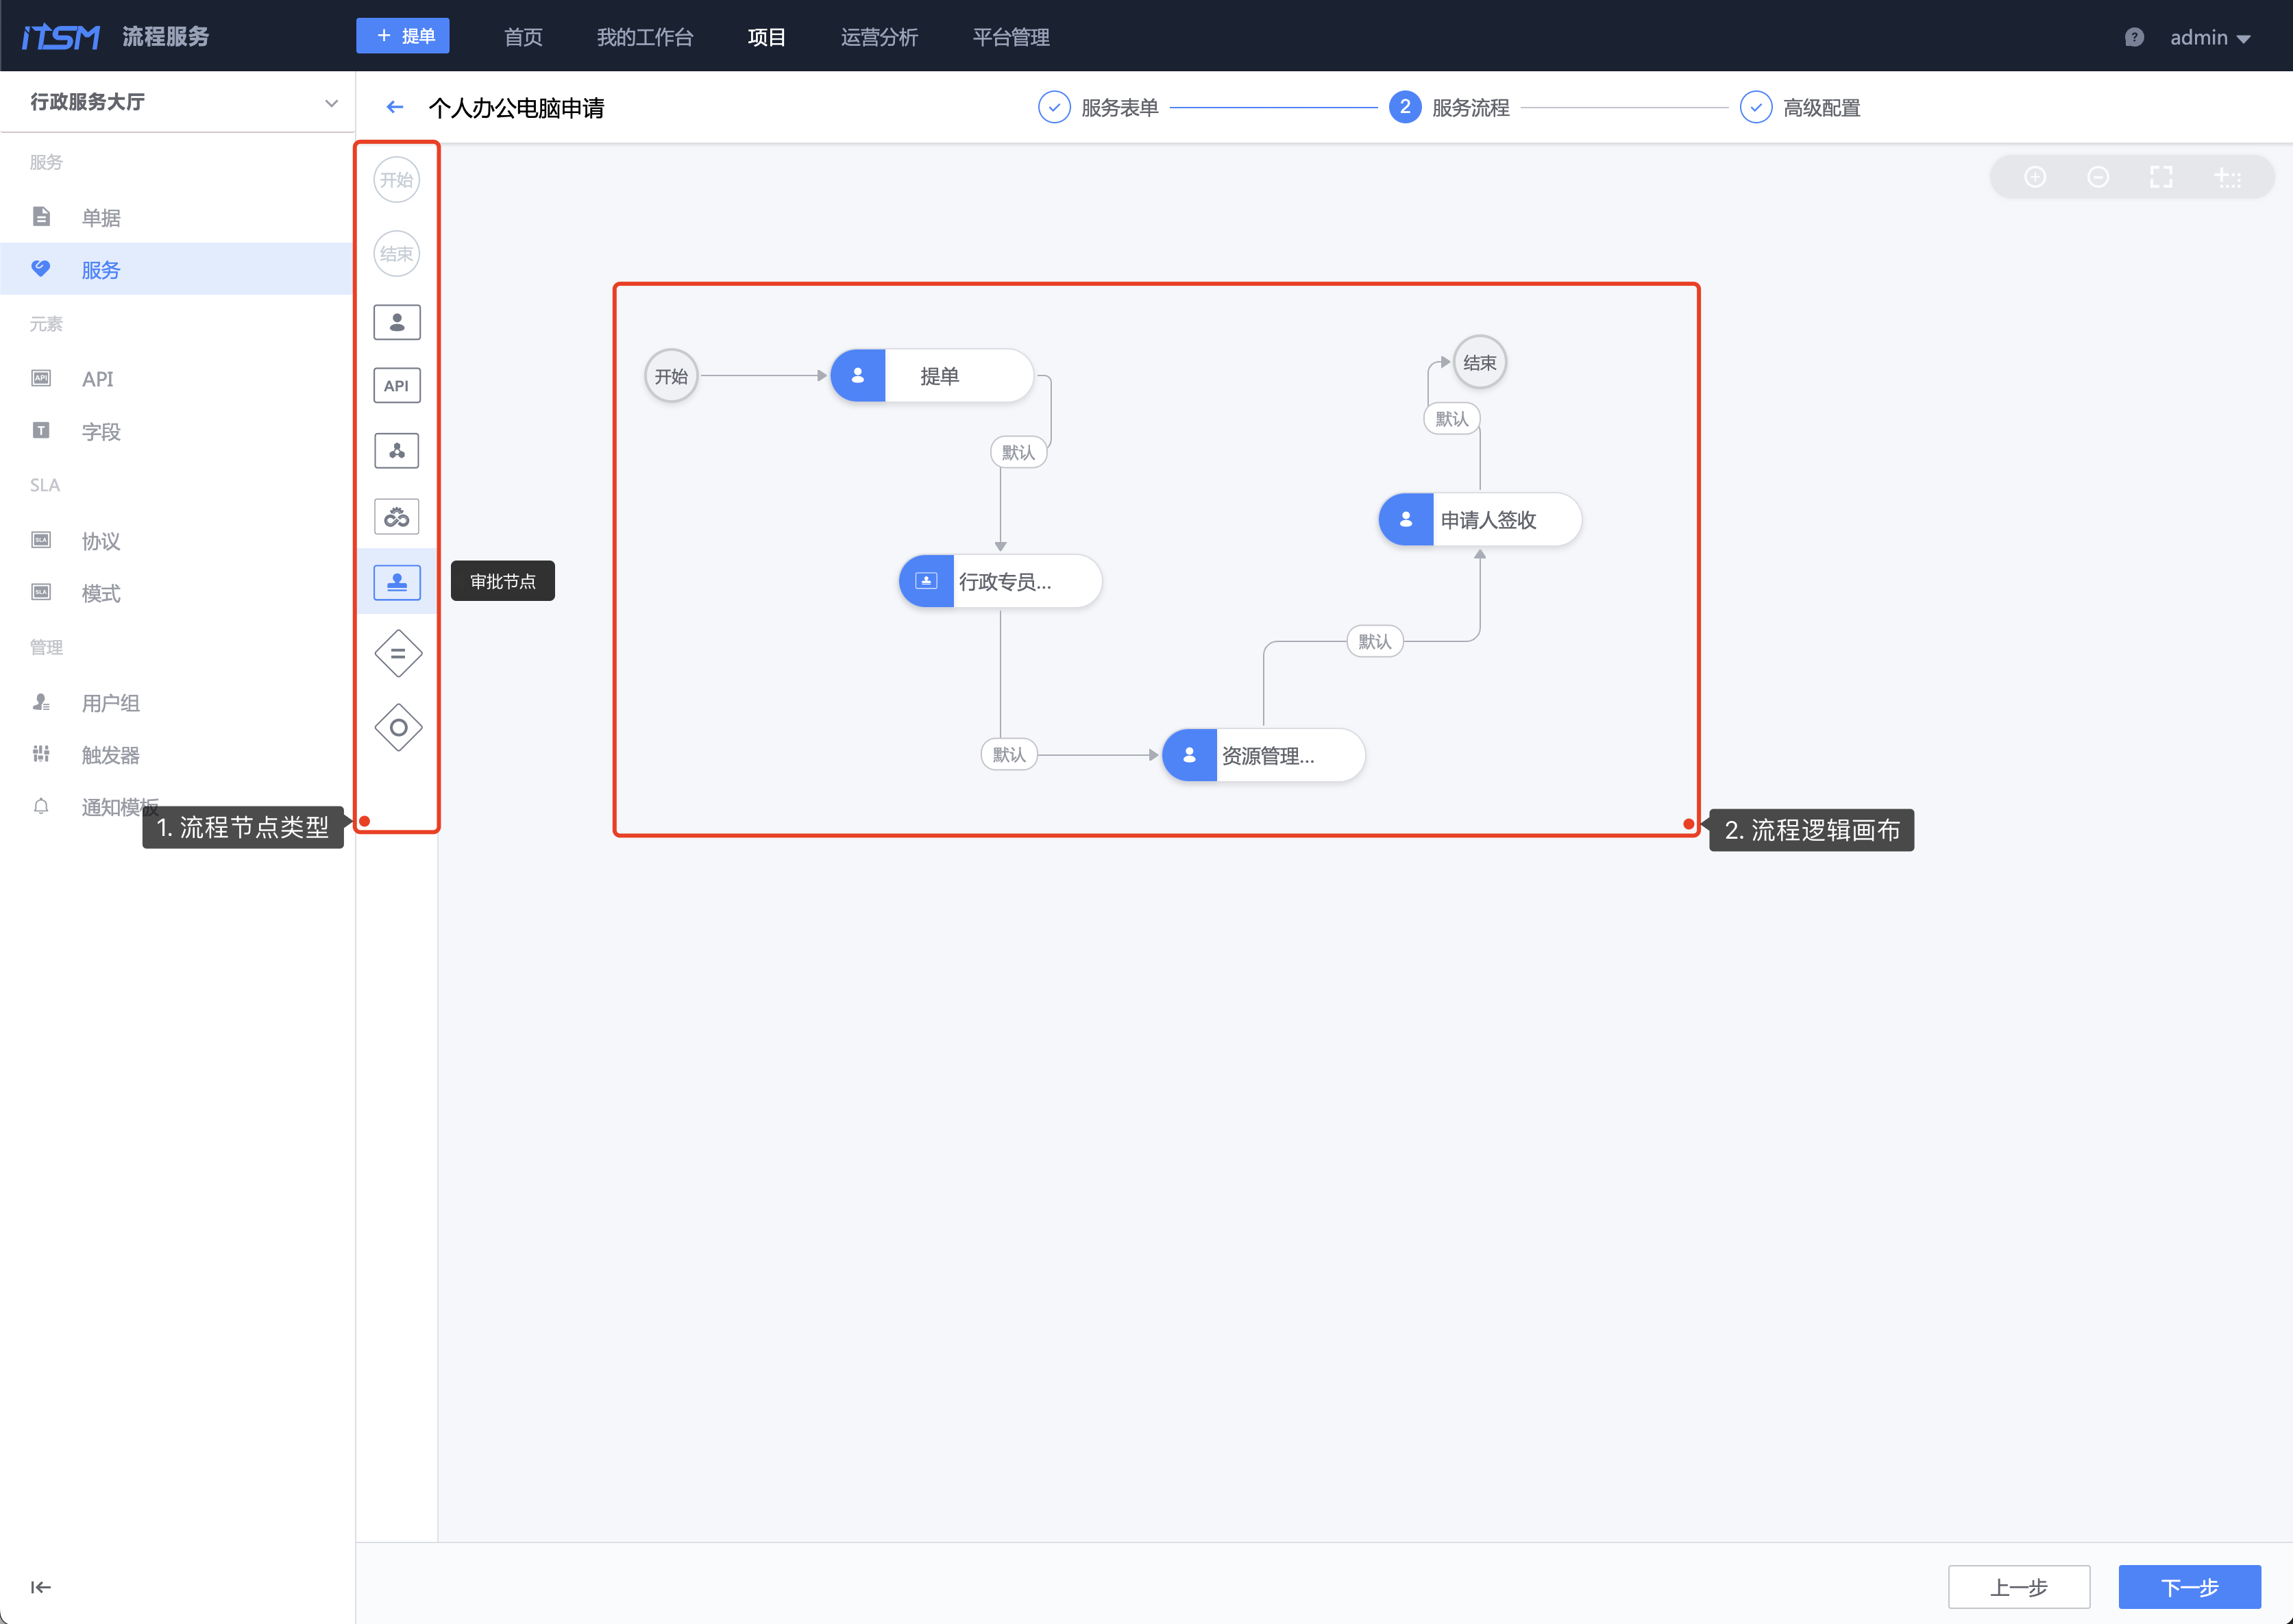 iTSM 流程服务
+ 提单
首页
我的工作台
项目
运营分析
平台管理
?
admin
行政服务大厅
个人办公电脑申请
服务表单
2 服务流程
高级配置
服务
单据
服务
元素
API API
T 字段
SLA
SLA 协议
SLA 模式
管理
用户组
触发器
通知模板
1. 流程节点类型
开始
结束
API
审批节点
开始
提单
默认
行政专员...
默认
资源管理...
默认
申请人签收
默认
结束
2. 流程逻辑画布
上一步
下一步